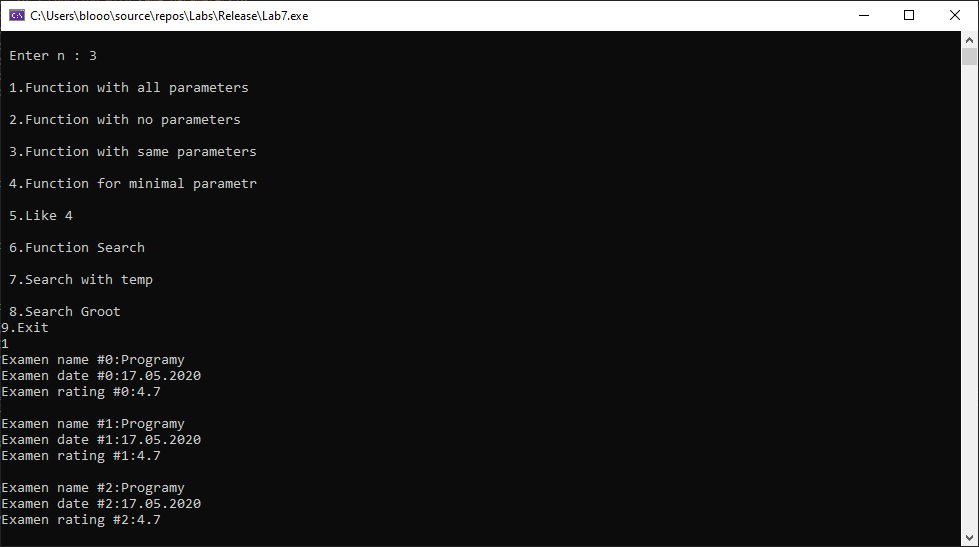 C:\Users\blooo\source\repos\Labs\Release\Lab7.exe
Enter n : 3
1.Function with all parameters
2.Function with no parameters
3.Function with same parameters
4.Function for minimal parametr
5.Like 4
6.Function Search
7.Search with temp
8.Search Groot
9.Exit
1
Examen name #0:Programy
Examen date #0:17.05.2020
Examen rating #0:4.7
Examen name #1:Programy
Examen date #1:17.05.2020
Examen rating #1:4.7
Examen name #2:Programy
Examen date #2:17.05.2020
Examen rating #2:4.7